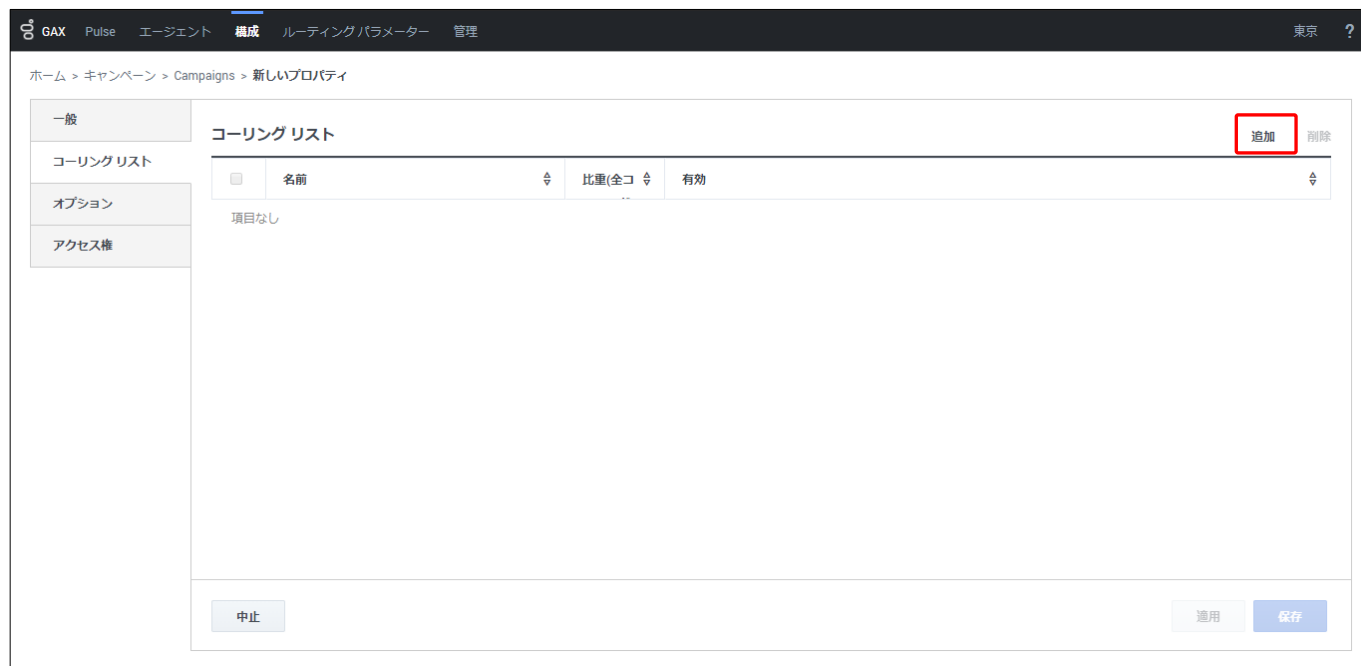 GAX Pulse エージェント 構成 ルーティング パラメーター 管理 東京 ?
ホーム > キャンペーン > Campaigns > 新しいプロパティ
一般
コーリング リスト
オプション
アクセス権
コーリング リスト 追加 削除
名前 比重(全コ 有効
項目なし
中止 適用 保存